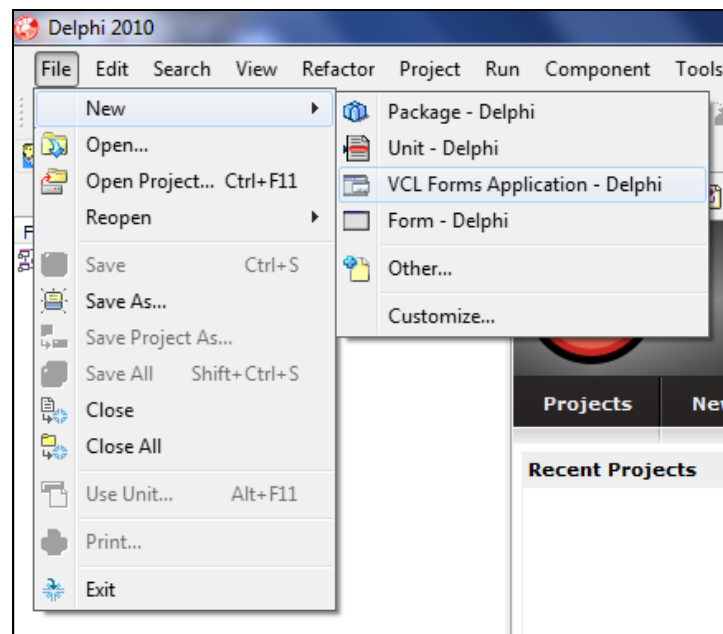 Delphi 2010
File Edit Search View Refactor Project Run Component Tools
New
Open...
Open Project... Ctrl+F11
Reopen
Save Ctrl+S
Save As...
Save Project As...
Save All Shift+Ctrl+S
Close
Close All
Use Unit... Alt+F11
Print...
Exit
Package - Delphi
Unit - Delphi
VCL Forms Application - Delphi
Form - Delphi
Other...
Customize...
Projects
Recent Projects